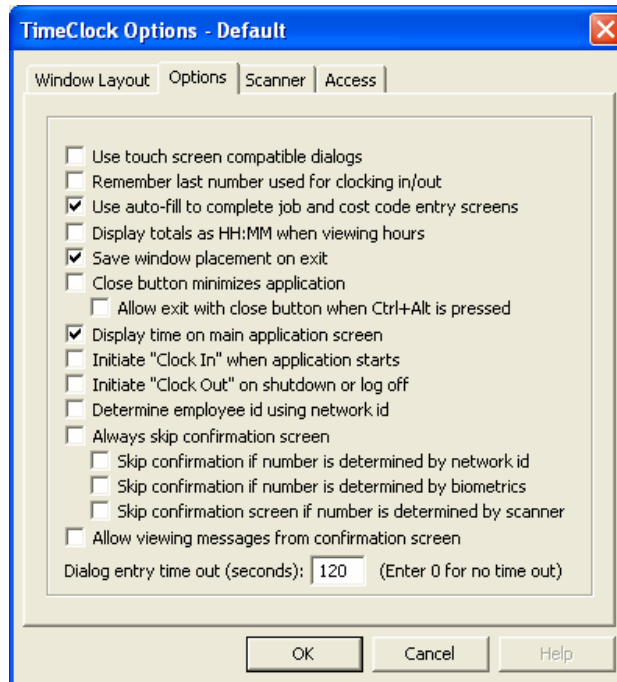 TimeClock Options - Default
Window Layout Options Scanner Access
Use touch screen compatible dialogs
Remember last number used for clocking in/out
Use auto-fill to complete job and cost code entry screens
Display totals as HH:MM when viewing hours
Save window placement on exit
Close button minimizes application
Allow exit with close button when Ctrl+Alt is pressed
Display time on main application screen
Initiate "Clock In" when application starts
Initiate "Clock Out" on shutdown or log off
Determine employee id using network id
Always skip confirmation screen
Skip confirmation if number is determined by network id
Skip confirmation if number is determined by biometrics
Skip confirmation screen if number is determined by scanner
Allow viewing messages from confirmation screen
Dialog entry time out (seconds): 120 (Enter 0 for no time out)
OK Cancel Help